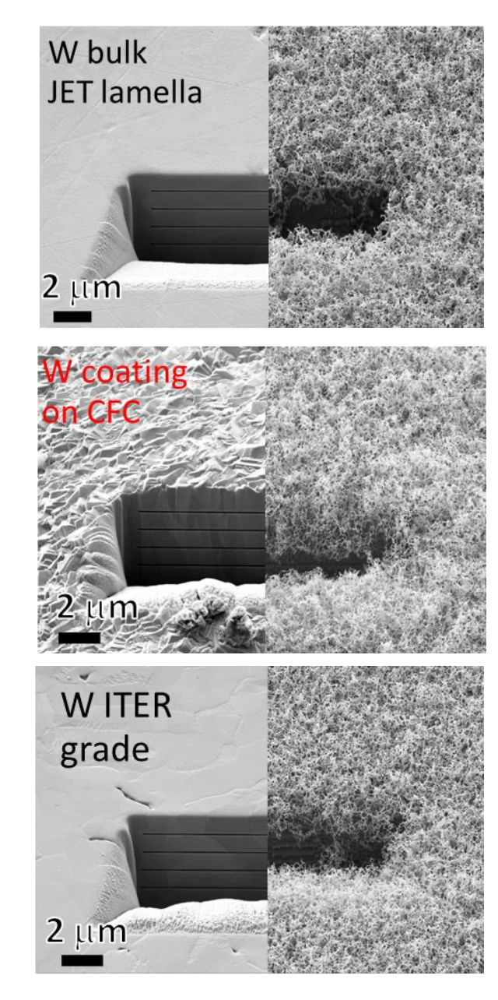 W bulk
JET lamella
2 μm
W coating
on CFC
2 μm
W ITER
grade
2 μm